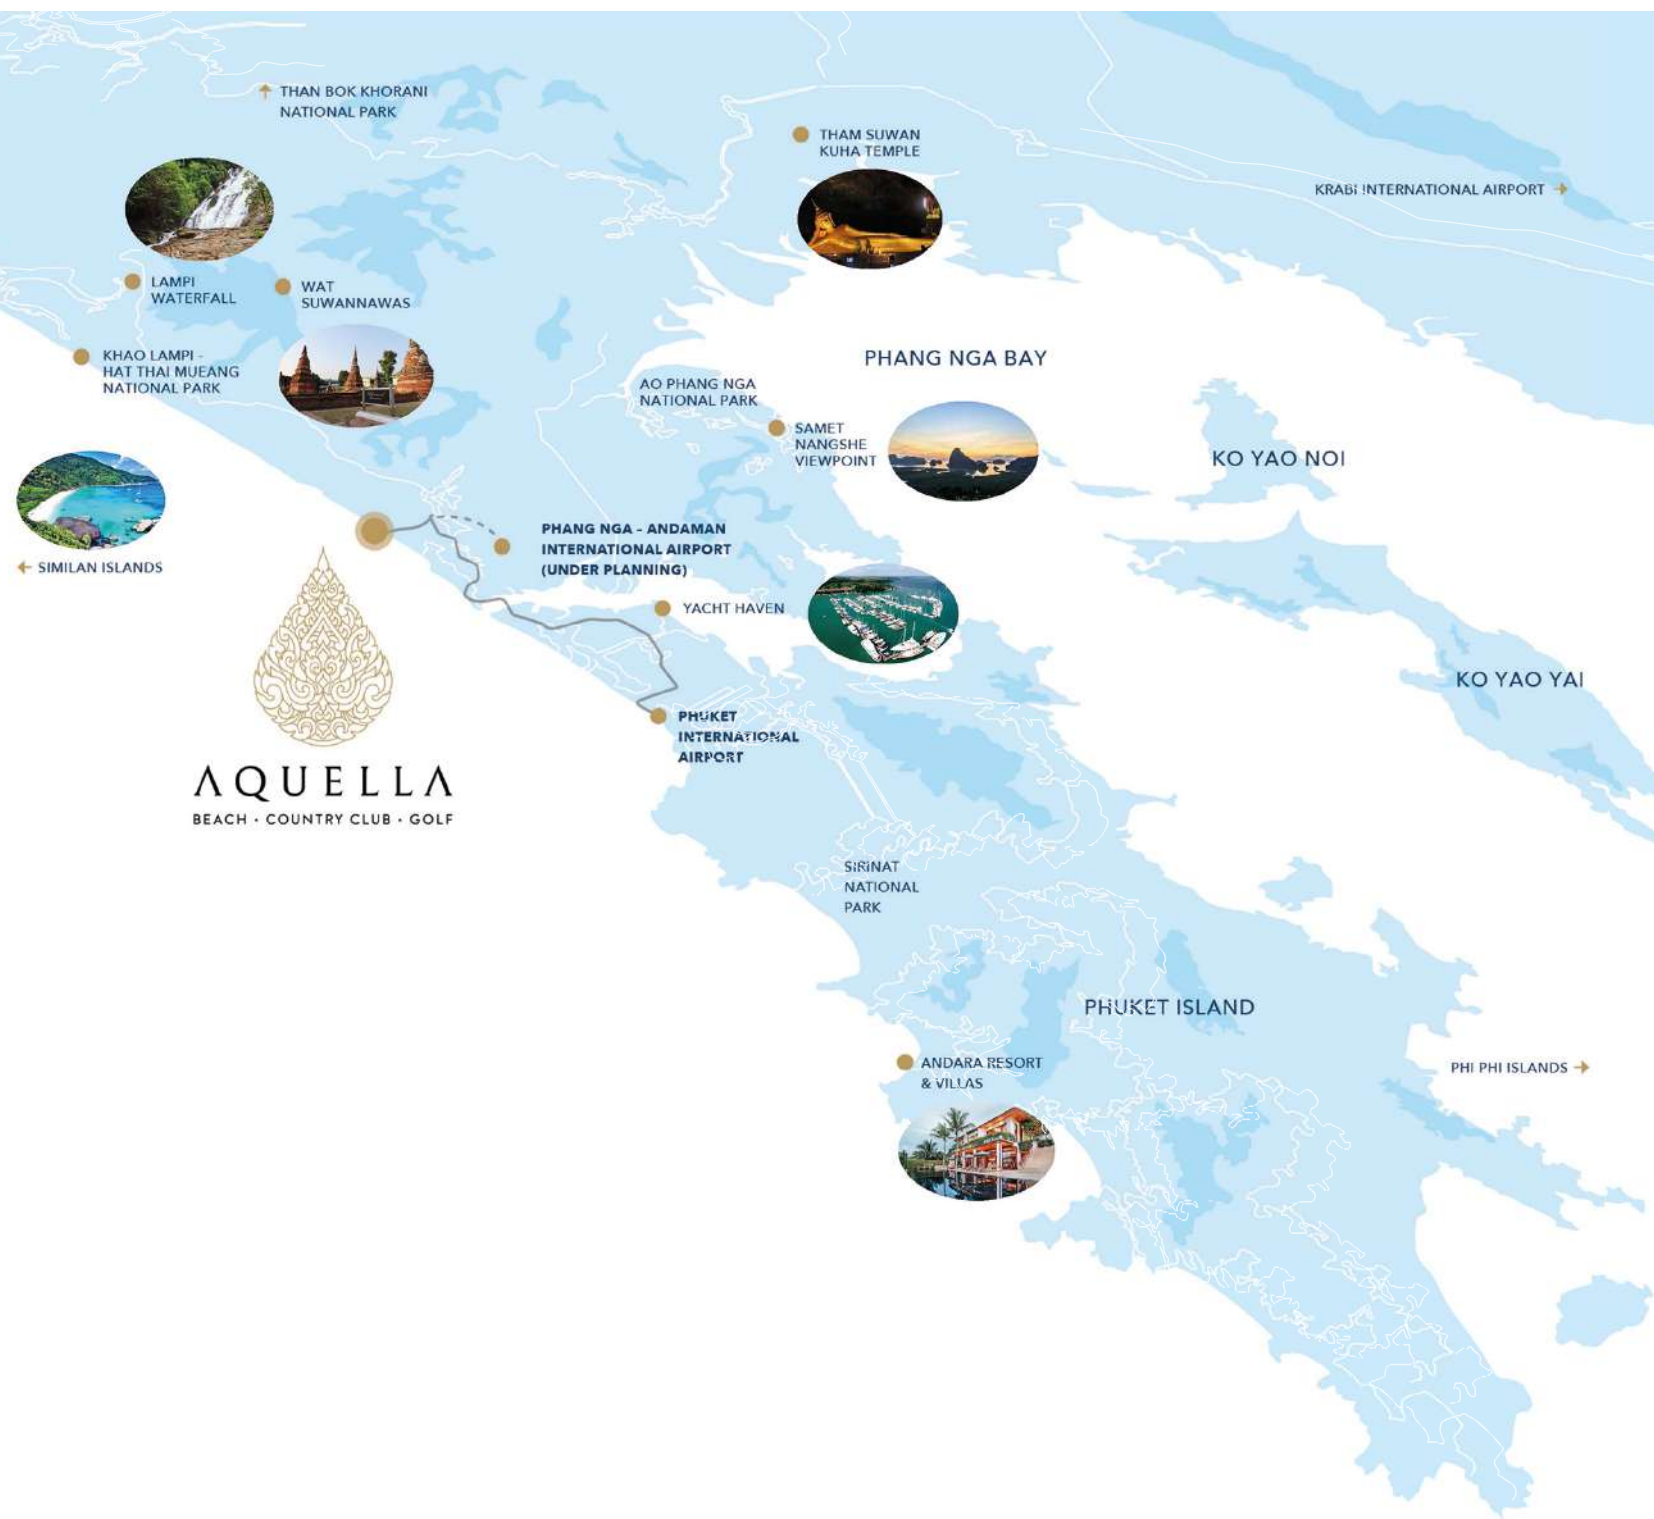 THAN BOK KHORANI
NATIONAL PARK
THAM SUWAN
KUHA TEMPLE
KRABI INTERNATIONAL AIRPORT
LAMPI
WATERFALL
WAT
SUWANNAWAS
KHAO LAMPI -
HAT THAI MUEANG
NATIONAL PARK
PHANG NGA BAY
AO PHANG NGA
NATIONAL PARK
SAMET
NANGSHE
VIEWPOINT
KO YAO NOI
SIMILAN ISLANDS
PHANG NGA - ANDAMAN
INTERNATIONAL AIRPORT
(UNDER PLANNING)
YACHT HAVEN
KO YAO YAI
PHUKET
INTERNATIONAL
AIRPORT
AQUELLA
BEACH · COUNTRY CLUB · GOLF
SIRINAT
NATIONAL
PARK
PHUKET ISLAND
ANDARA RESORT
& VILLAS
PHI PHI ISLANDS